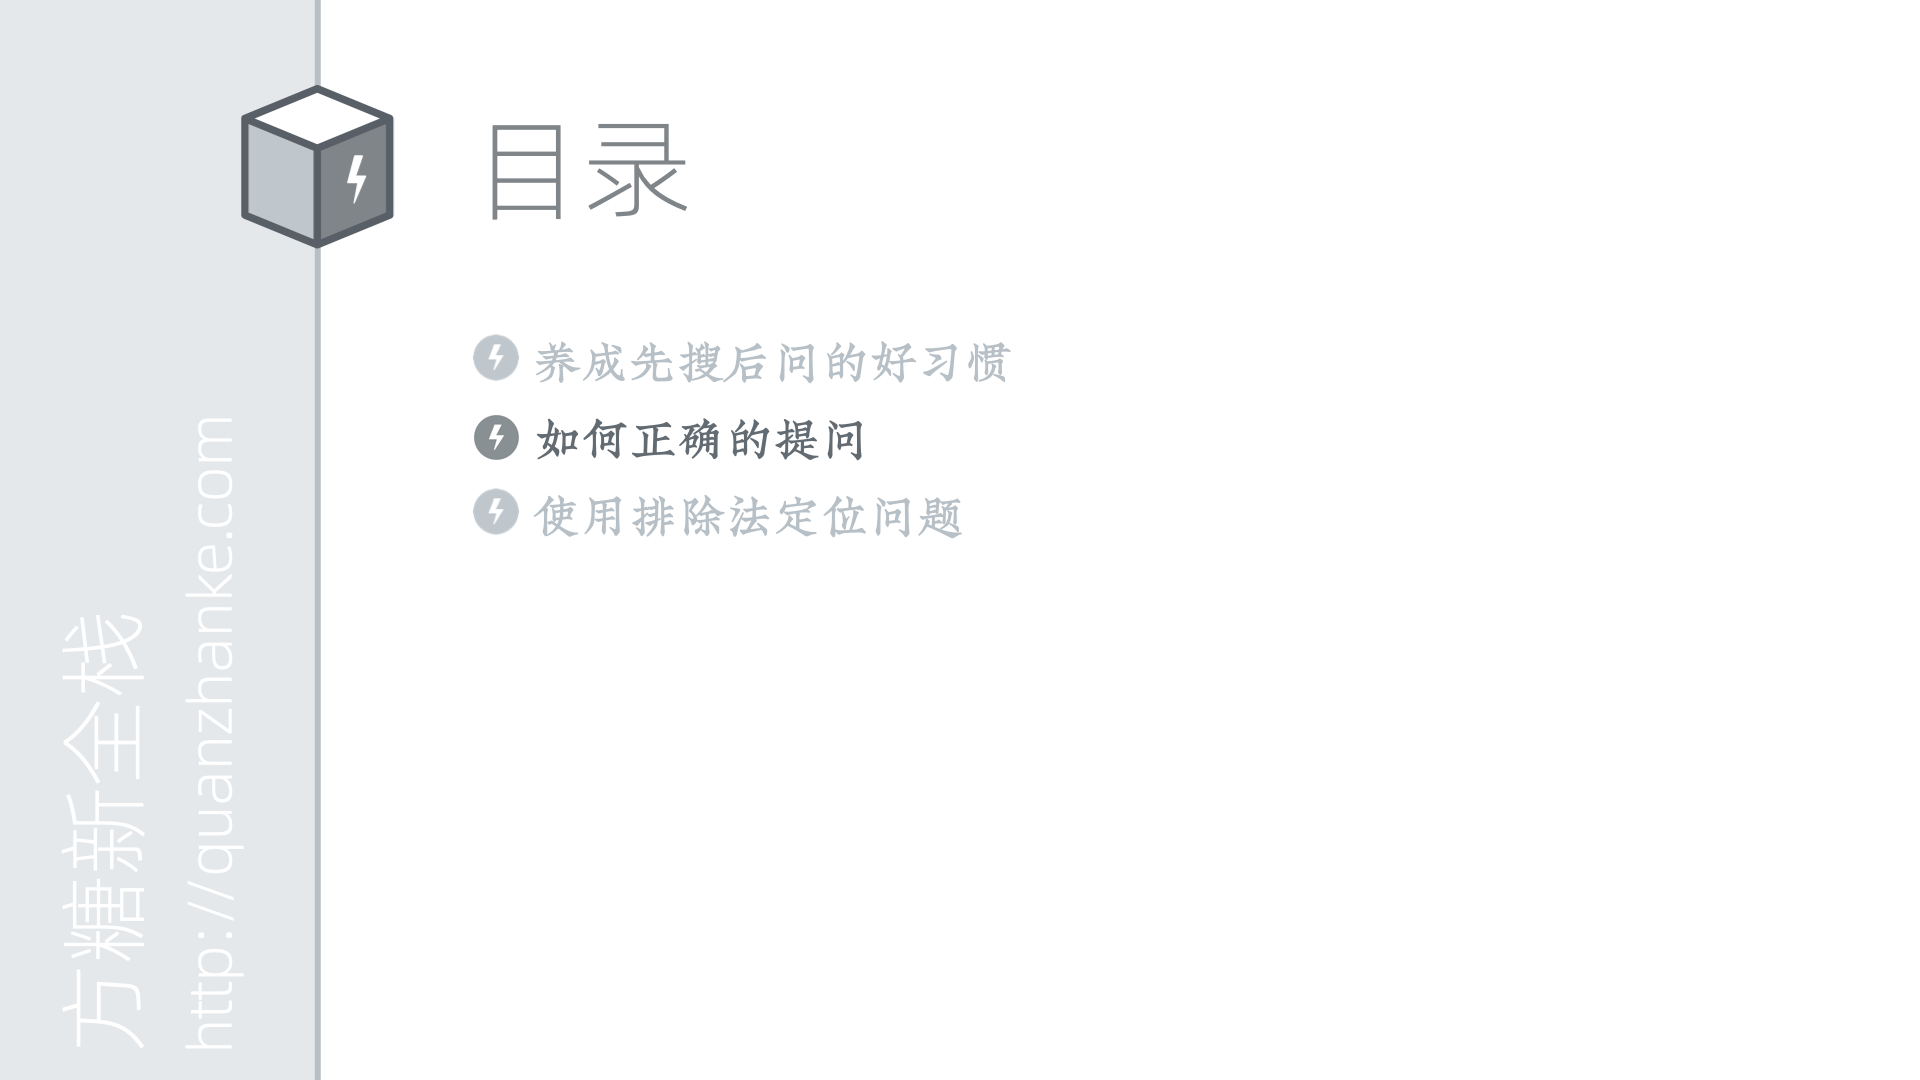 目录
养成先搜后问的好习惯
如何正确的提问
使用排除法定位问题
方糖新全栈
http://quanzhanke.com